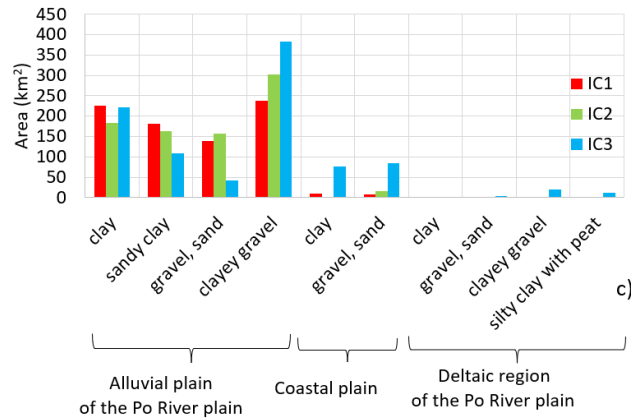 Area (km²)
450
400
350
300
250
200
150
100
50
0
IC1
IC2
IC3
clay
sandy clay
gravel, sand
clayey gravel
clay
gravel, sand
clay
gravel, sand
clayey gravel
silty clay with peat
c)
Alluvial plain
of the Po River plain
Coastal plain
Deltaic region
of the Po River plain